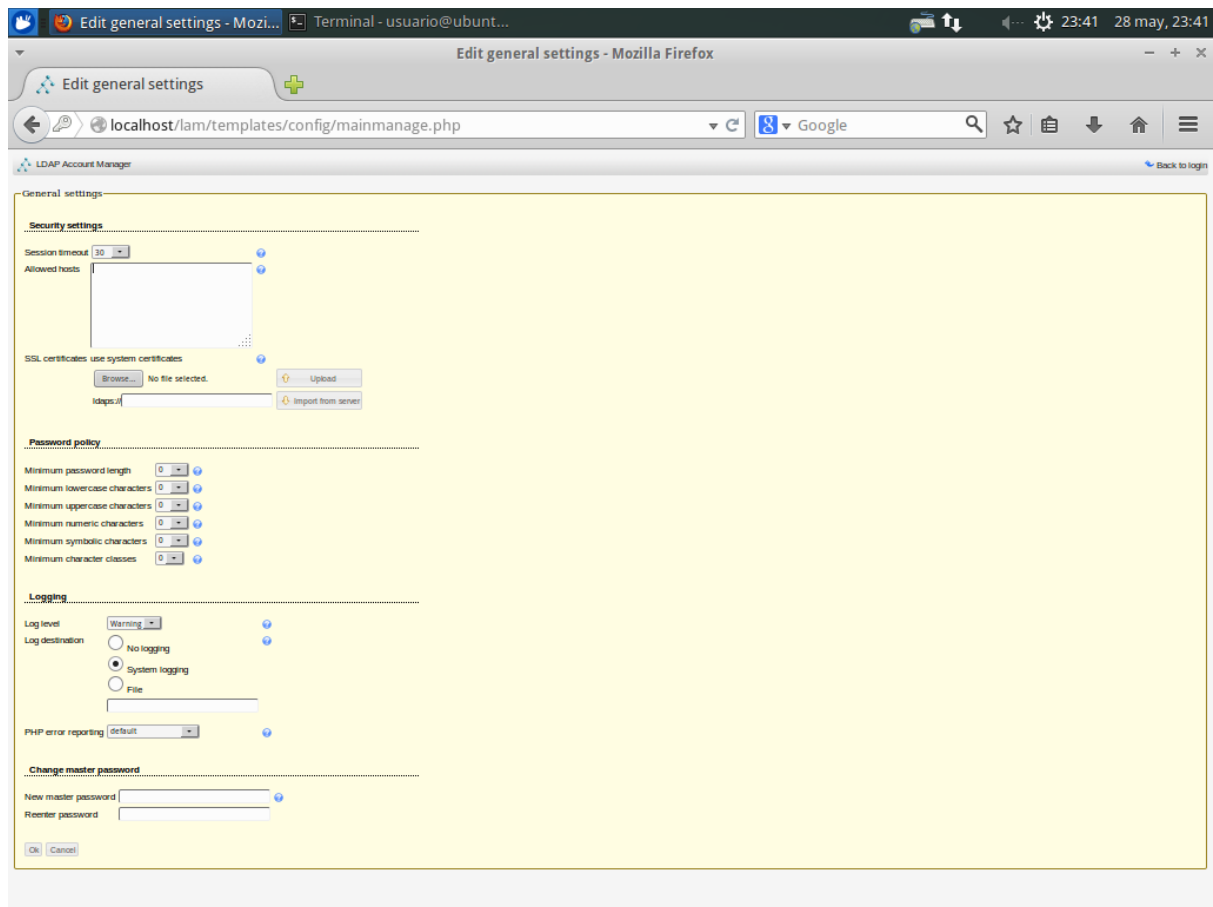 Edit general settings - Mozi... Terminal - usuario@ubunt... 23:41 28 may, 23:41
Edit general settings - Mozilla Firefox
Edit general settings
localhost/lam/templates/config/mainmanage.php Google
LDAP Account Manager Back to login
General settings
Security settings
Session timeout 30
Allowed hosts
SSL certificates use system certificates
Browse... No file selected. Upload
ldaps:// Import from server
Password policy
Minimum password length 0
Minimum lowercase characters 0
Minimum uppercase characters 0
Minimum numeric characters 0
Minimum symbolic characters 0
Minimum character classes 0
Logging
Log level Warning
Log destination
No logging
System logging
File
PHP error reporting default
Change master password
New master password
Reenter password
Ok Cancel